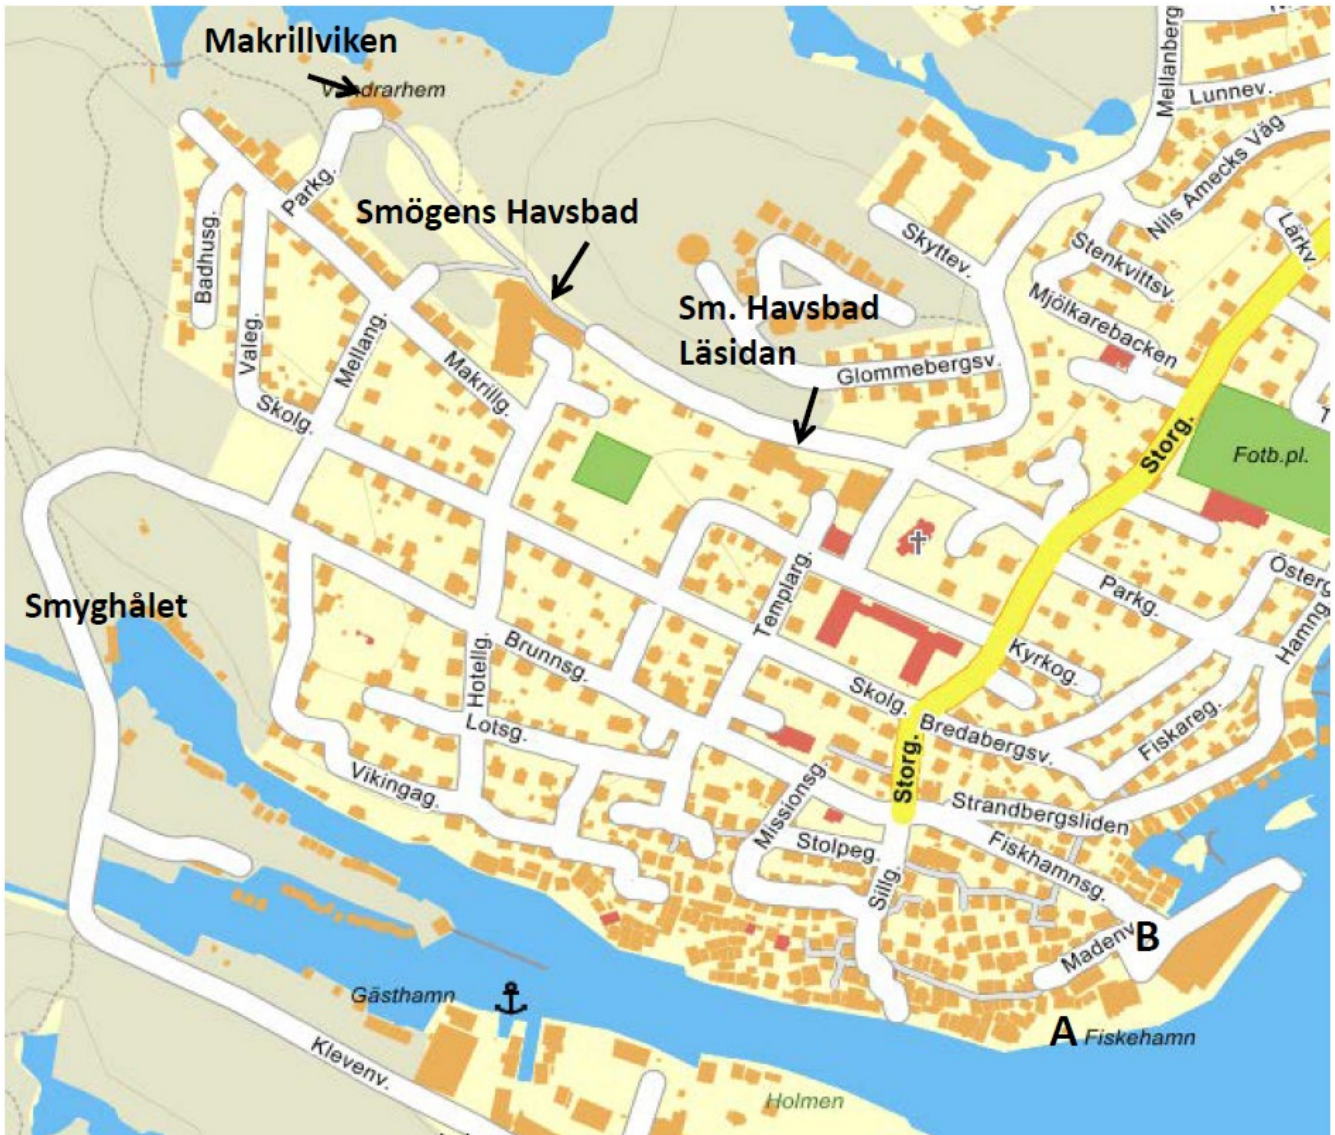 Makrillviken
Vandrarhem
Mellanberg
Lunnev.
Nils Amecks Väg
Parkg.
Smögens Havsbad
Badhusg.
Skyttev.
Stenkvittsv.
Lärkv.
Mjölkarebacken
Sm. Havsbad
Läsidan
Valeg.
Mellang.
Makrillg.
Glommebergsv.
Skolg.
Storg.
Fotb.pl.
Smyghålet
Templarg.
Parkg.
Österg
Hamng
Brunnsg.
Hotellg.
Kyrkog.
Skolg.
Bredabergsv.
Fiskareg.
Lotsg.
Vikingag.
Storg.
Missionsg.
Strandbergsliden
Stolpeg.
Fiskhamnsg.
Sillg.
Madenv
B
Gästhamn
A
Fiskehamn
Klevenv.
Holmen